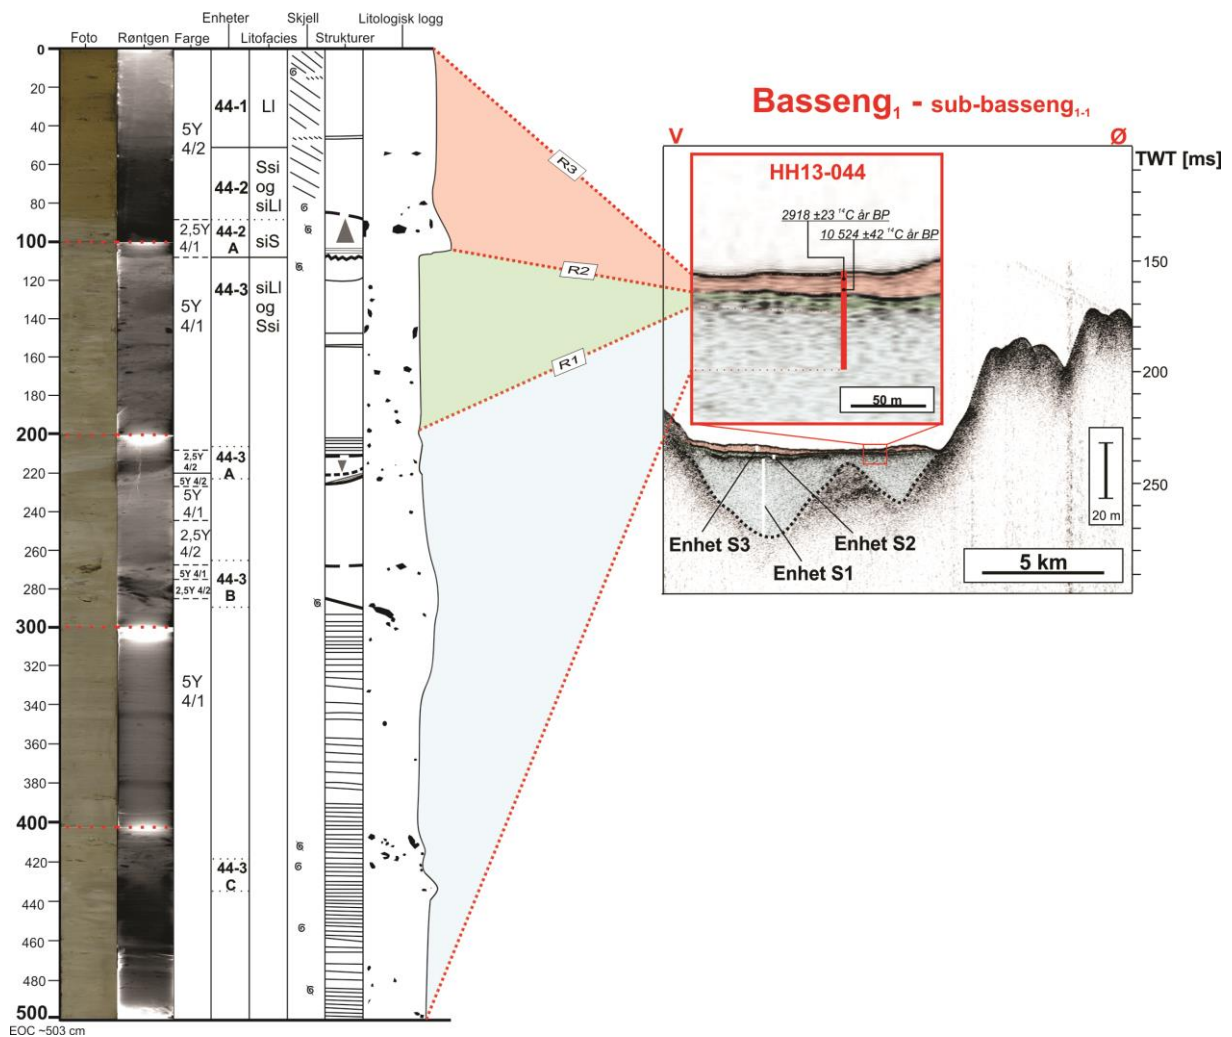 Enheter
Skjell
Litologisk logg
Foto
Røntgen
Farge
Litofacies
Strukturer
0
20
40
60
80
100
120
140
160
180
200
220
240
260
280
300
320
340
360
380
400
420
440
460
480
500
EOC ~503 cm
5Y
4/2
2,5Y
4/1
5Y
4/1
2,5Y
4/2
5Y 4/2
5Y
4/1
2,5Y
4/2
5Y 4/1
2,5Y 4/2
5Y
4/1
44-1
44-2
44-2
A
44-3
44-3
A
44-3
B
44-3
C
LI
Ssi
og
siLI
siS
siLI
og
Ssi
R3
R2
R1
Basseng1 - sub-basseng1-1
V
Ø
TWT [ms]
HH13-044
2918 ±23 ¹⁴C år BP
10 524 ±42 ¹⁴C år BP
50 m
150
200
250
20 m
Enhet S3
Enhet S2
Enhet S1
5 km